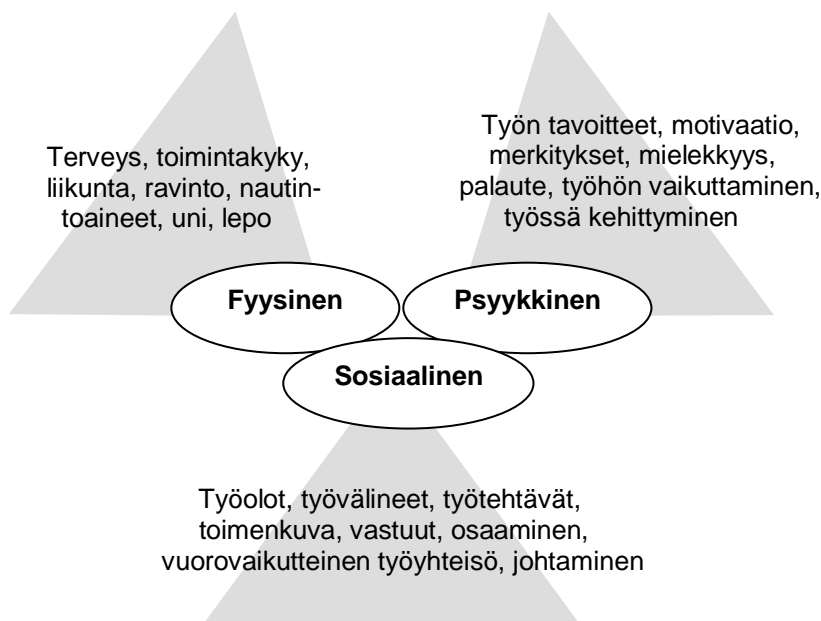 Terveys, toimintakyky,
liikunta, ravinto, nautin-
toaineet, uni, lepo
Työn tavoitteet, motivaatio,
merkitykset, mielekkyys,
palaute, työhön vaikuttaminen,
työssä kehittyminen
Fyysinen
Psyykkinen
Sosiaalinen
Työolot, työvälineet, työtehtävät,
toimenkuva, vastuut, osaaminen,
vuorovaikutteinen työyhteisö, johtaminen